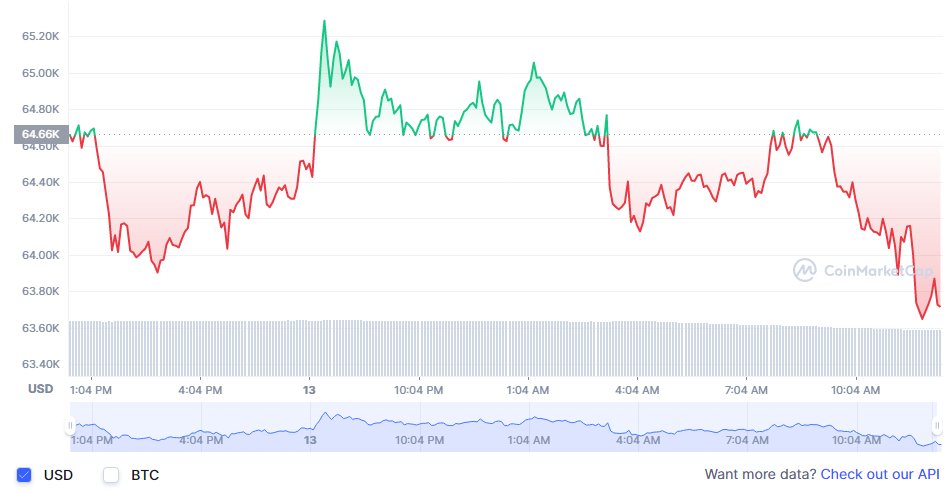 65.20K
65.00K
64.80K
64.66K
64.60K
64.40K
64.20K
64.00K
63.80K
63.60K
63.40K
CoinMarketCap
USD 1:04 PM 4:04 PM 13 10:04 PM 1:04 AM 4:04 AM 7:04 AM 10:04 AM
1:04 PM 4:04 PM 13 10:04 PM 1:04 AM 4:04 AM 7:04 AM 10:04 AM
USD BTC Want more data? Check out our API